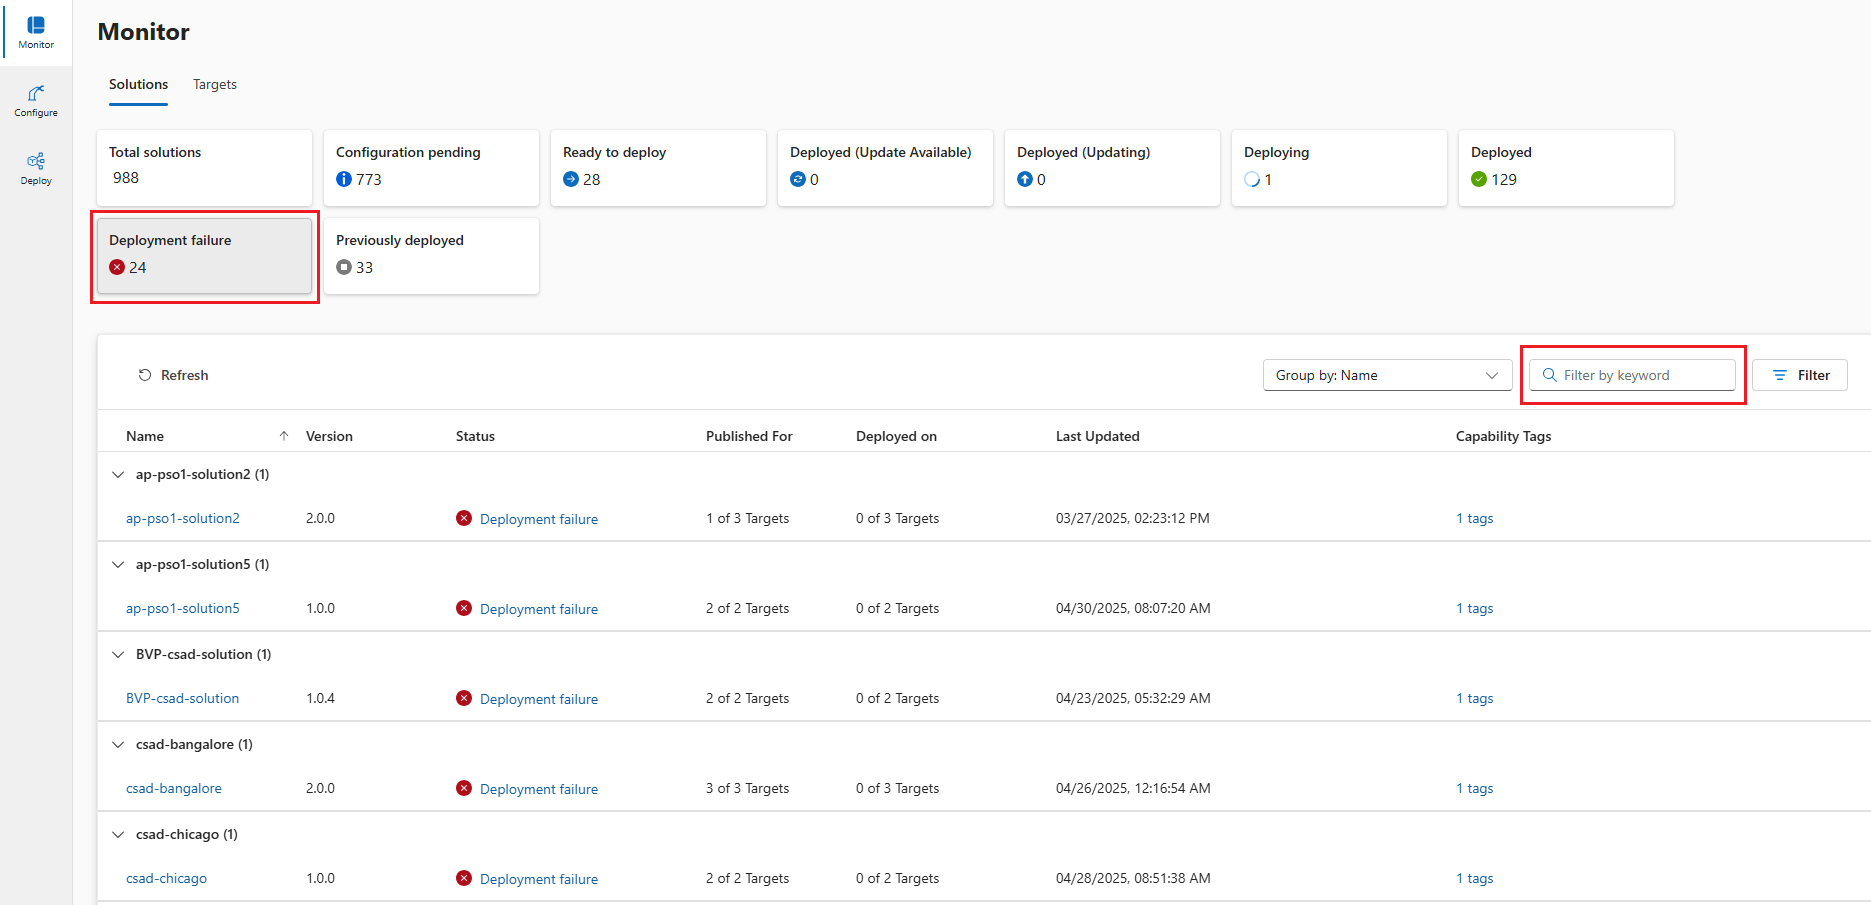 Monitor
Configure
Deploy
Monitor
Solutions
Targets
Total solutions
988
Configuration pending
773
Ready to deploy
28
Deployed (Update Available)
0
Deployed (Updating)
0
Deploying
1
Deployed
129
Deployment failure
24
Previously deployed
33
Refresh
Group by: Name
Filter by keyword
Filter
Name Version Status Published For Deployed on Last Updated Capability Tags
ap-pso1-solution2 (1)
ap-pso1-solution2 2.0.0 Deployment failure 1 of 3 Targets 0 of 3 Targets 03/27/2025, 02:23:12 PM 1 tags
ap-pso1-solution5 (1)
ap-pso1-solution5 1.0.0 Deployment failure 2 of 2 Targets 0 of 2 Targets 04/30/2025, 08:07:20 AM 1 tags
BVP-csad-solution (1)
BVP-csad-solution 1.0.4 Deployment failure 2 of 2 Targets 0 of 2 Targets 04/23/2025, 05:32:29 AM 1 tags
csad-bangalore (1)
csad-bangalore 2.0.0 Deployment failure 3 of 3 Targets 0 of 3 Targets 04/26/2025, 12:16:54 AM 1 tags
csad-chicago (1)
csad-chicago 1.0.0 Deployment failure 2 of 2 Targets 0 of 2 Targets 04/28/2025, 08:51:38 AM 1 tags